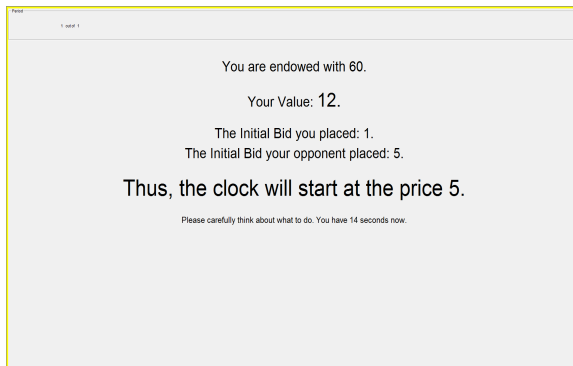 Period
1 out of 1
You are endowed with 60.
Your Value: 12.
The Initial Bid you placed: 1.
The Initial Bid your opponent placed: 5.
Thus, the clock will start at the price 5.
Please carefully think about what to do. You have 14 seconds now.